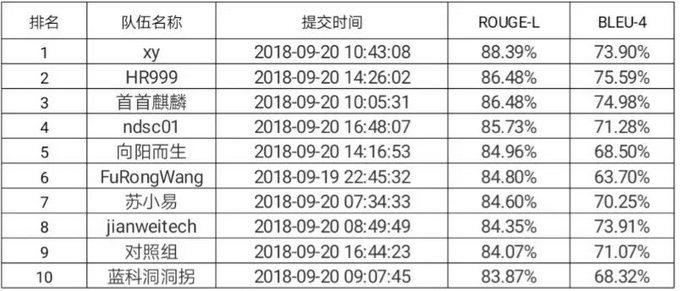 排名 队伍名称 提交时间 ROUGE-L BLEU-4
1 xy 2018-09-20 10:43:08 88.39% 73.90%
2 HR999 2018-09-20 14:26:02 86.48% 75.59%
3 首首麒麟 2018-09-20 10:05:31 86.48% 74.98%
4 ndsc01 2018-09-20 16:48:07 85.73% 71.28%
5 向阳而生 2018-09-20 14:16:53 84.96% 68.50%
6 FuRongWang 2018-09-19 22:45:32 84.80% 63.70%
7 苏小易 2018-09-20 07:34:33 84.60% 70.25%
8 jianweitech 2018-09-20 08:49:49 84.35% 73.91%
9 对照组 2018-09-20 16:44:23 84.07% 71.07%
10 蓝科洞洞拐 2018-09-20 09:07:45 83.87% 68.32%